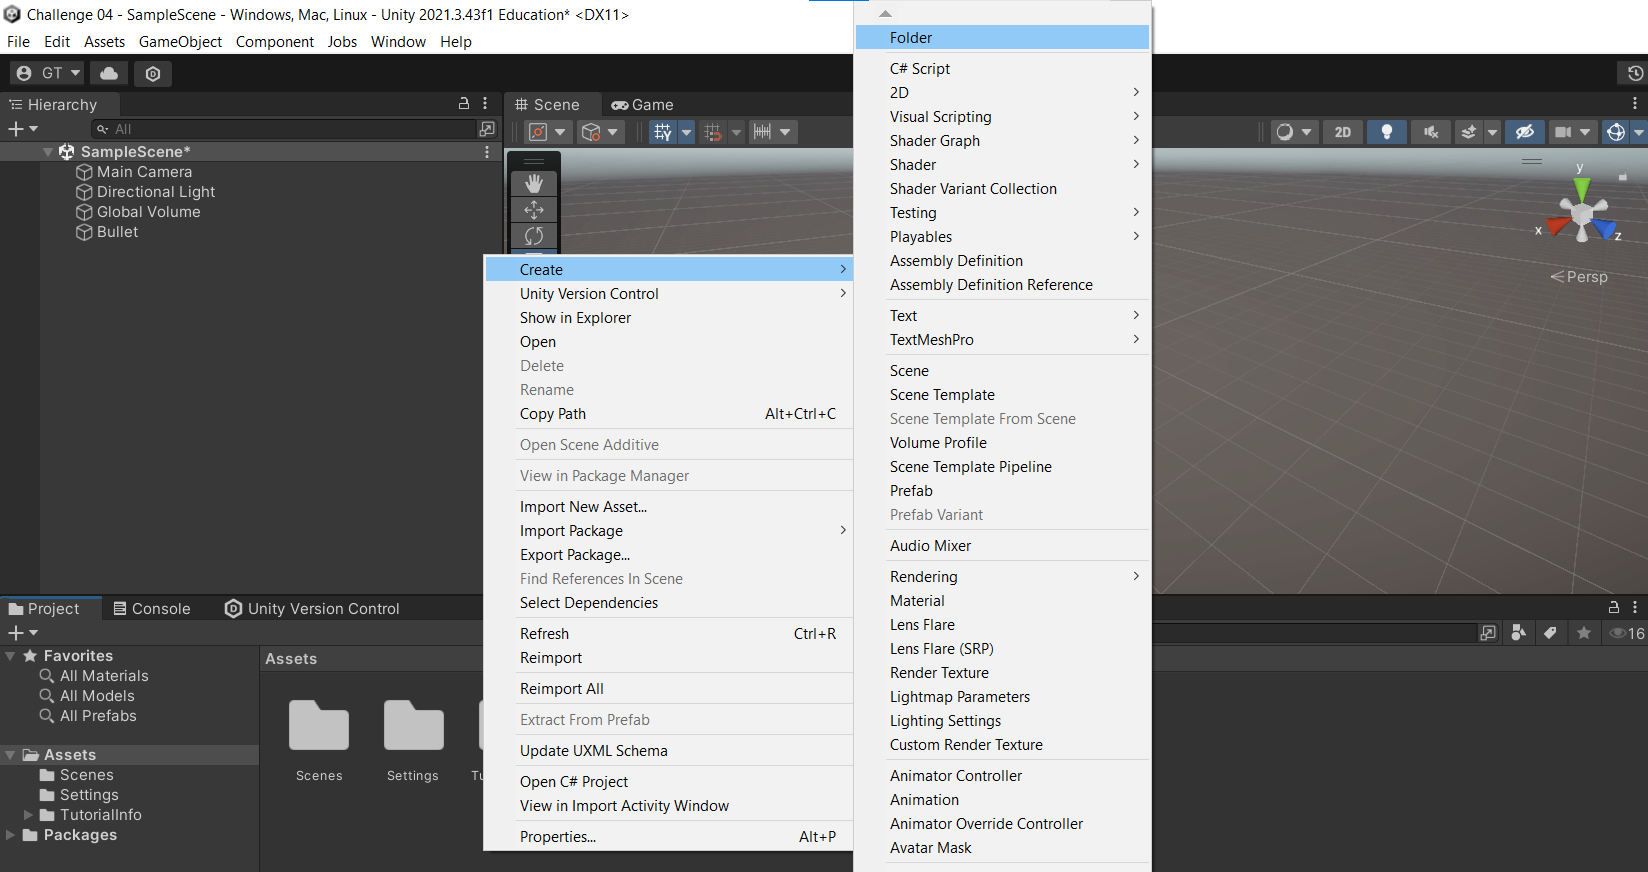 Challenge 04 - SampleScene - Windows, Mac, Linux - Unity 2021.3.43f1 Education* <DX11>
File Edit Assets GameObject Component Jobs Window Help
GT
Hierarchy
All
SampleScene*
Main Camera
Directional Light
Global Volume
Bullet
Scene Game
2D
y
x
z
Persp
Create
Unity Version Control
Show in Explorer
Open
Delete
Rename
Copy Path Alt+Ctrl+C
Open Scene Additive
View in Package Manager
Import New Asset...
Import Package
Export Package...
Find References In Scene
Select Dependencies
Refresh Ctrl+R
Reimport
Reimport All
Extract From Prefab
Update UXML Schema
Open C# Project
View in Import Activity Window
Properties... Alt+P
Folder
C# Script
2D
Visual Scripting
Shader Graph
Shader
Shader Variant Collection
Testing
Playables
Assembly Definition
Assembly Definition Reference
Text
TextMeshPro
Scene
Scene Template
Scene Template From Scene
Volume Profile
Scene Template Pipeline
Prefab
Prefab Variant
Audio Mixer
Rendering
Material
Lens Flare
Lens Flare (SRP)
Render Texture
Lightmap Parameters
Lighting Settings
Custom Render Texture
Animator Controller
Animation
Animator Override Controller
Avatar Mask
Project Console Unity Version Control
16
Favorites
All Materials
All Models
All Prefabs
Assets
Scenes
Settings
TutorialInfo
Packages
Assets
Scenes
Settings